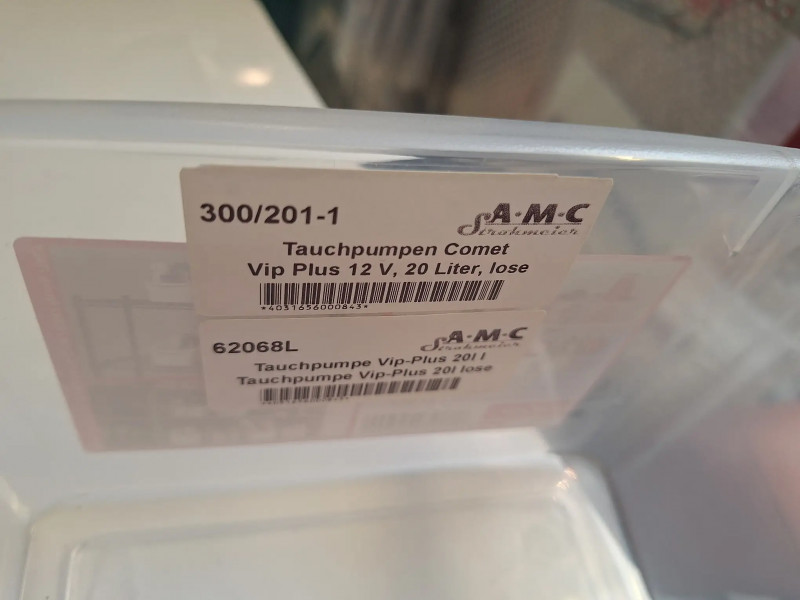 300/201-1
A·M·C
Strohmeier
Tauchpumpen Comet
Vip Plus 12 V, 20 Liter, lose
*4031656000843*
62068L
A·M·C
Strohmeier
Tauchpumpe Vip-Plus 20l l
Tauchpumpe Vip-Plus 20l lose